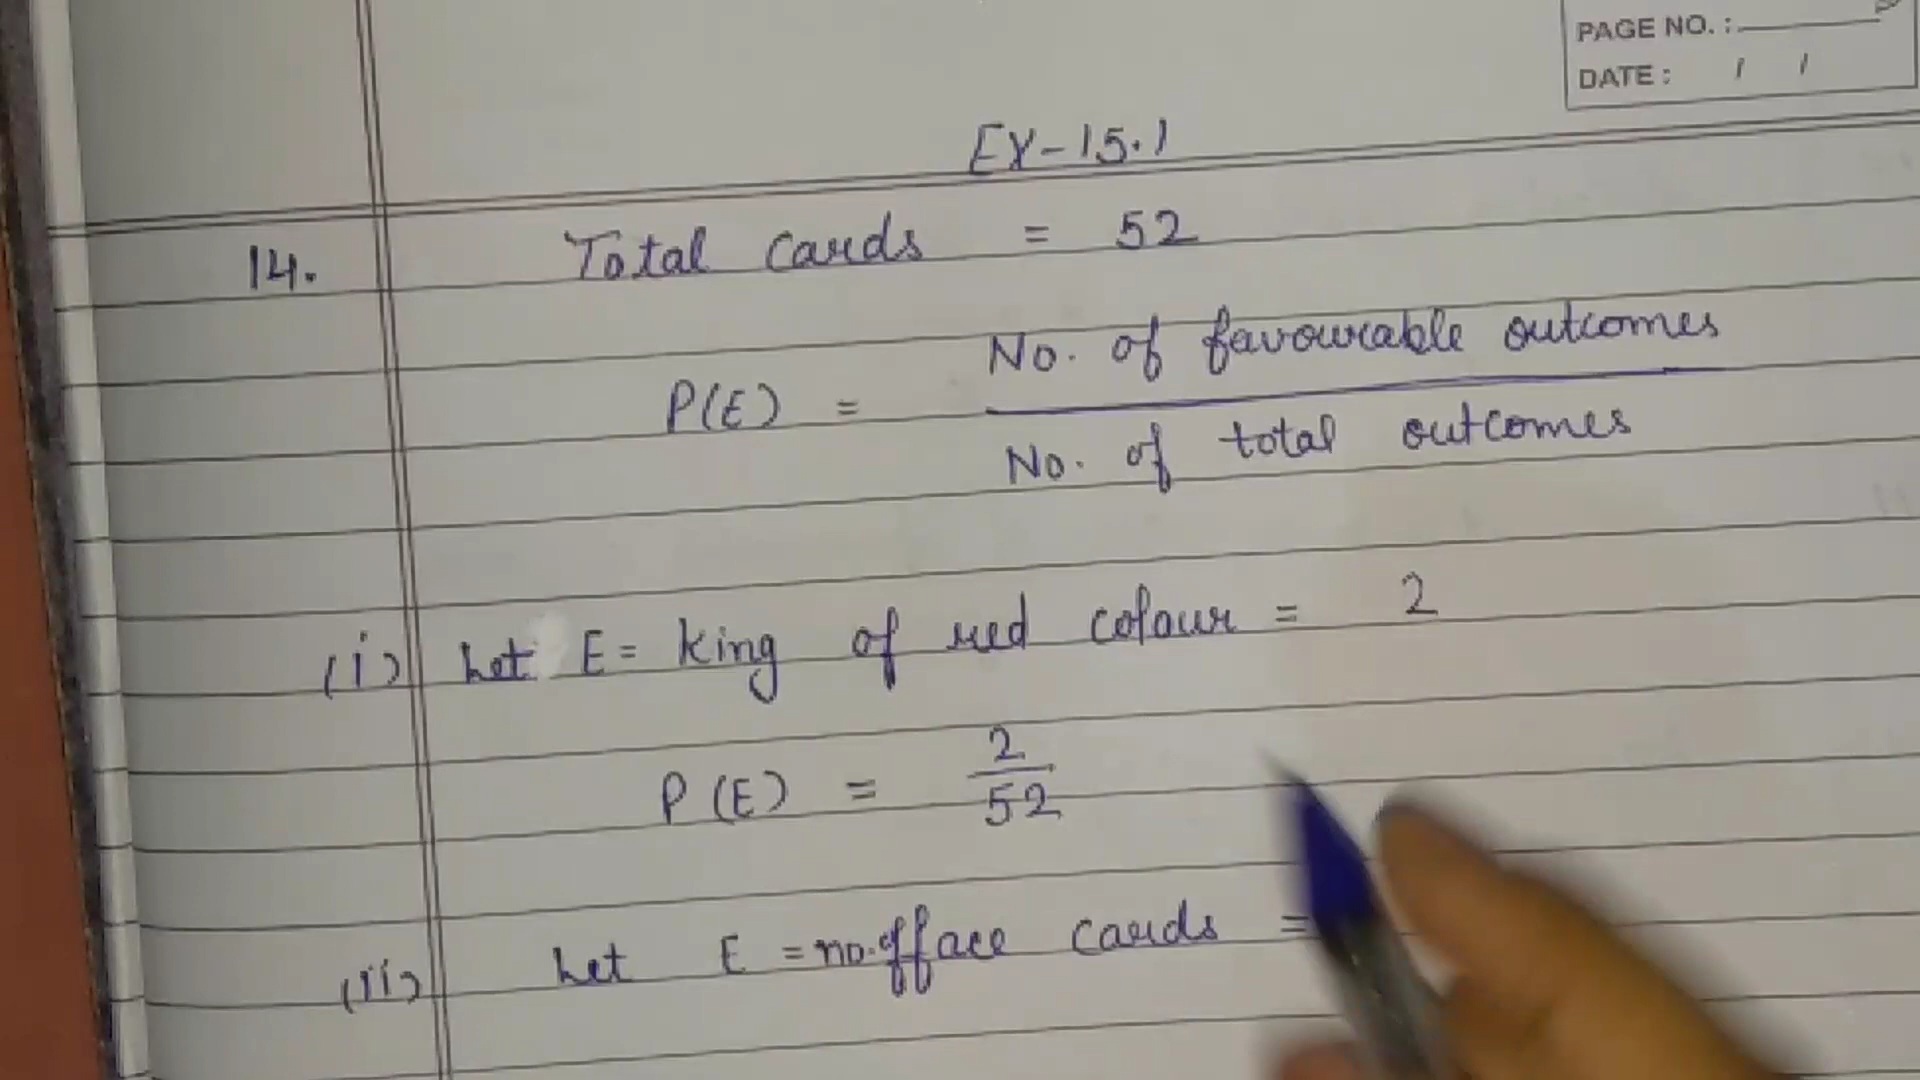 PAGE NO. :
DATE : / /
EX-15.1
14. Total cards = 52
P(E) = No. of favourable outcomes
No. of total outcomes
(i) Let E = king of red colour = 2
P(E) = 2
52
(ii) Let E = no. of face cards =